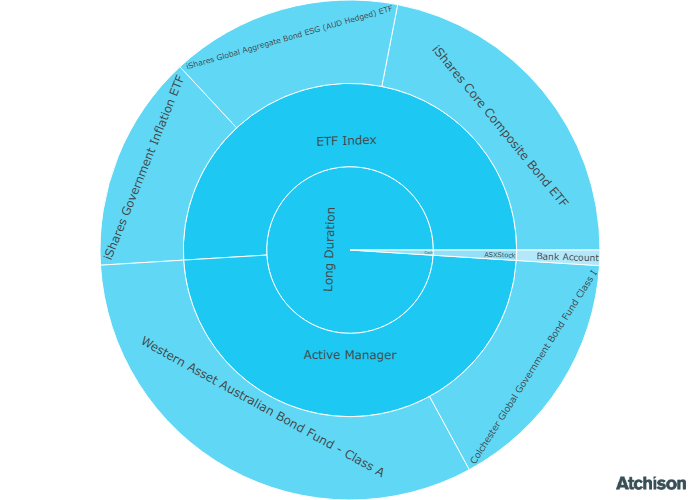 iShares Global Aggregate Bond ESG (AUD Hedged) ETF
iShares Core Composite Bond ETF
iShares Government Inflation ETF
ETF Index
Long Duration
ASXStock
Bank Account
Active Manager
Western Asset Australian Bond Fund - Class A
Colchester Global Government Bond Fund Class I
Atchison